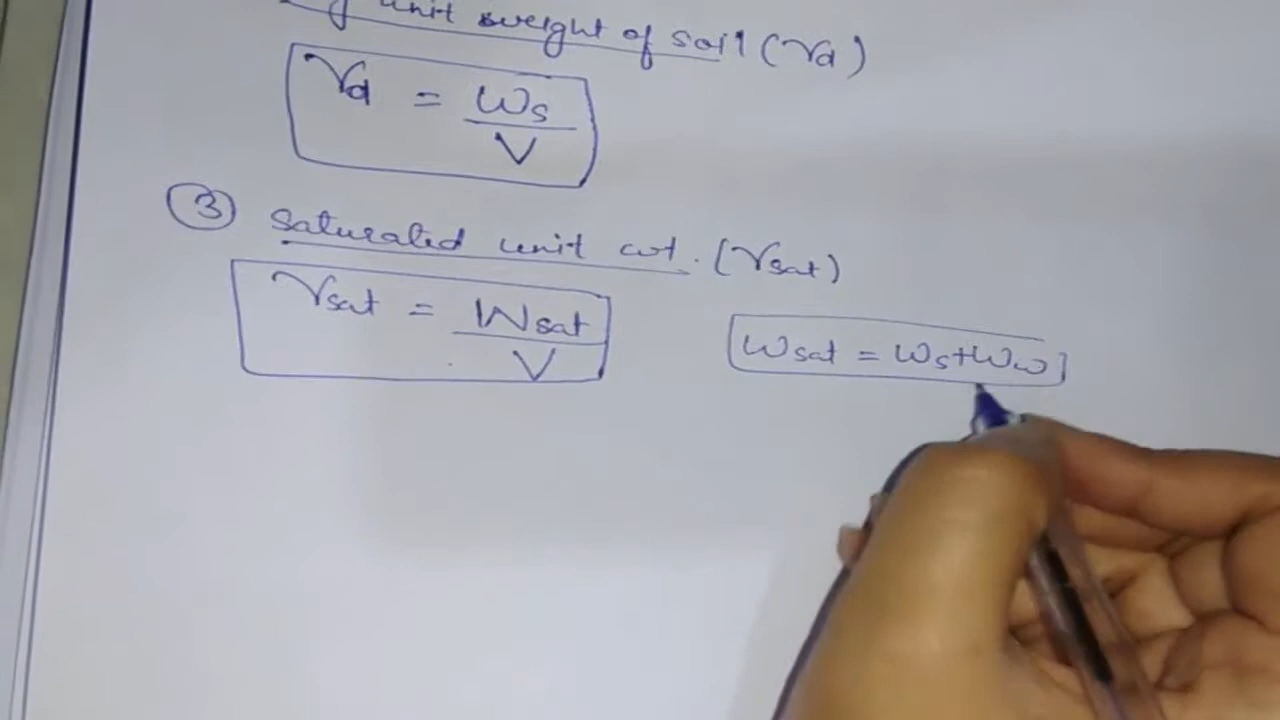 unit weight of soil (γd)
γd = Ws
V
3 saturated unit wt. (γsat)
γsat = Wsat
V
Wsat = Ws+Ww